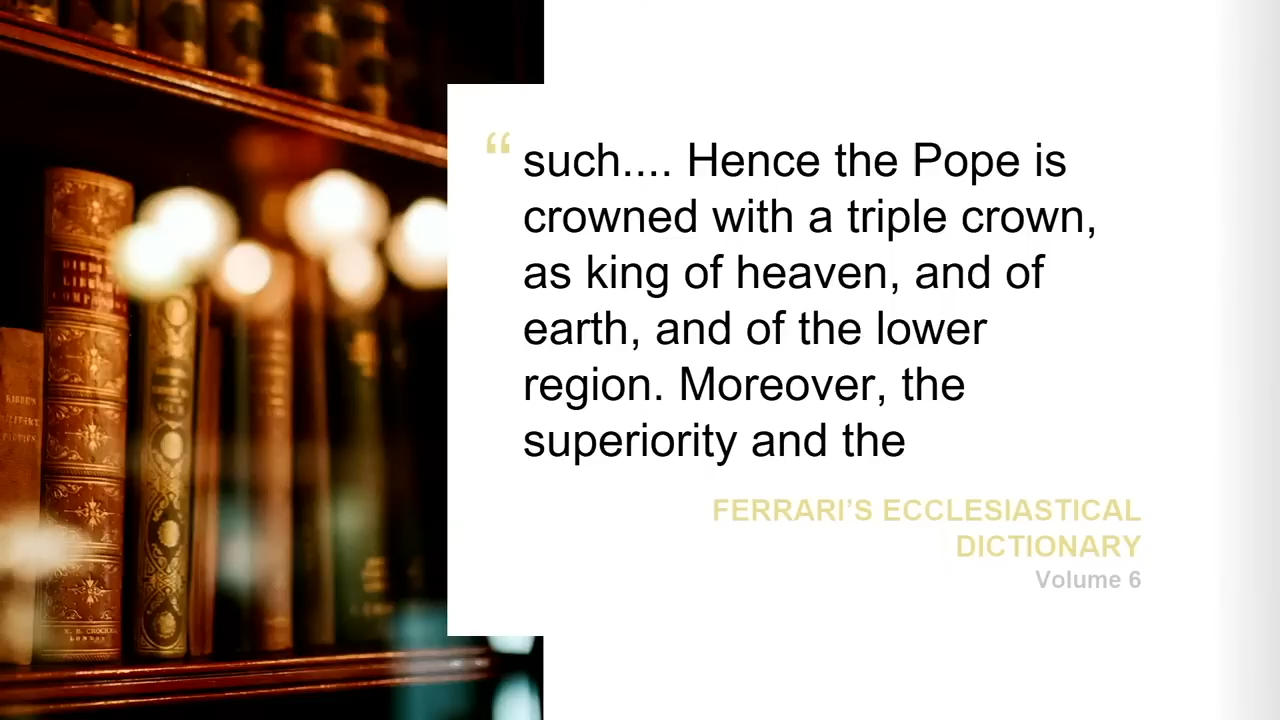 “ such.... Hence the Pope is
crowned with a triple crown,
as king of heaven, and of
earth, and of the lower
region. Moreover, the
superiority and the
FERRARI’S ECCLESIASTICAL
DICTIONARY
Volume 6